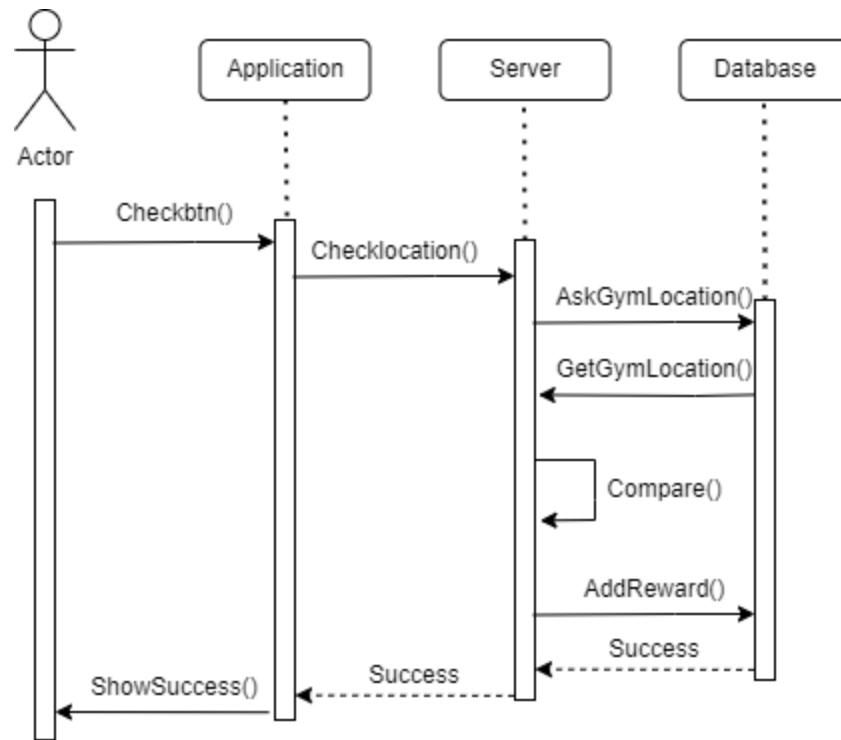 Application
Server
Database
Actor
Checkbtn()
Checklocation()
AskGymLocation()
GetGymLocation()
Compare()
AddReward()
Success
Success
ShowSuccess()